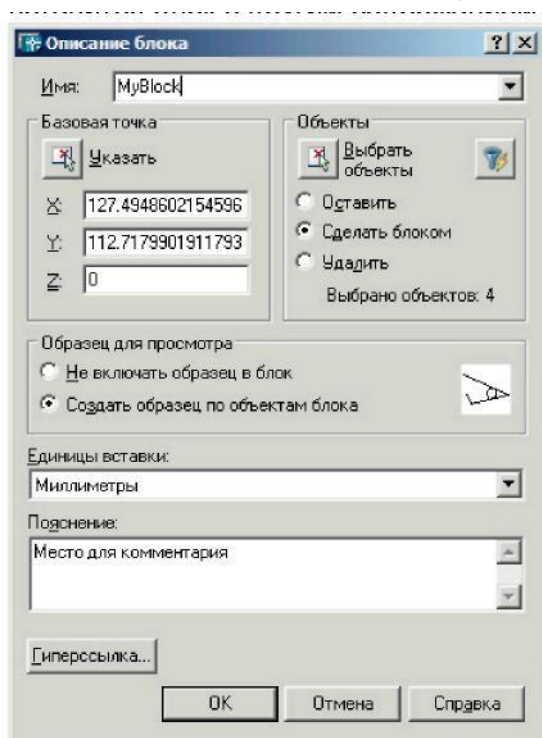 Описание блока
Имя: MyBlock
Базовая точка
Указать
X: 127.4948602154596
Y: 112.7179901911793
Z: 0
Объекты
Выбрать
объекты
Оставить
Сделать блоком
Удалить
Выбрано объектов: 4
Образец для просмотра
Не включать образец в блок
Создать образец по объектам блока
Единицы вставки:
Миллиметры
Пояснение:
Место для комментария
Гиперссылка...
OK Отмена Справка